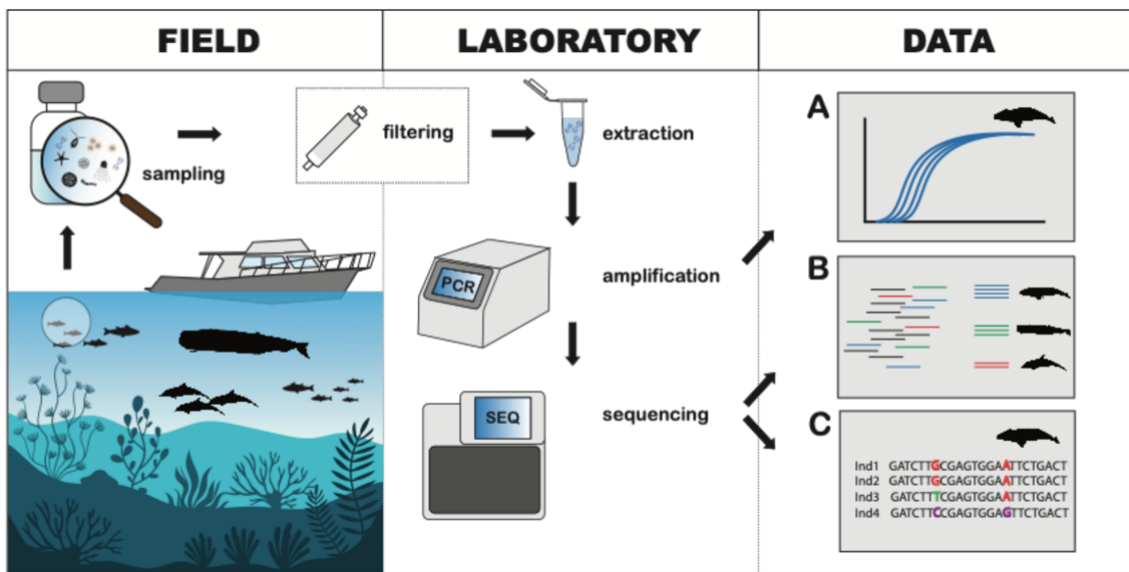 FIELD
LABORATORY
DATA
sampling
filtering
extraction
PCR
amplification
SEQ
sequencing
A
B
C
Ind1 GATCTTGCGAGTGGAATTCTGACT
Ind2 GATCTTGCGAGTGGAATTCTGACT
Ind3 GATCTTTCGAGTGGAATTCTGACT
Ind4 GATCTTCCGAGTGGAGTTCTGACT